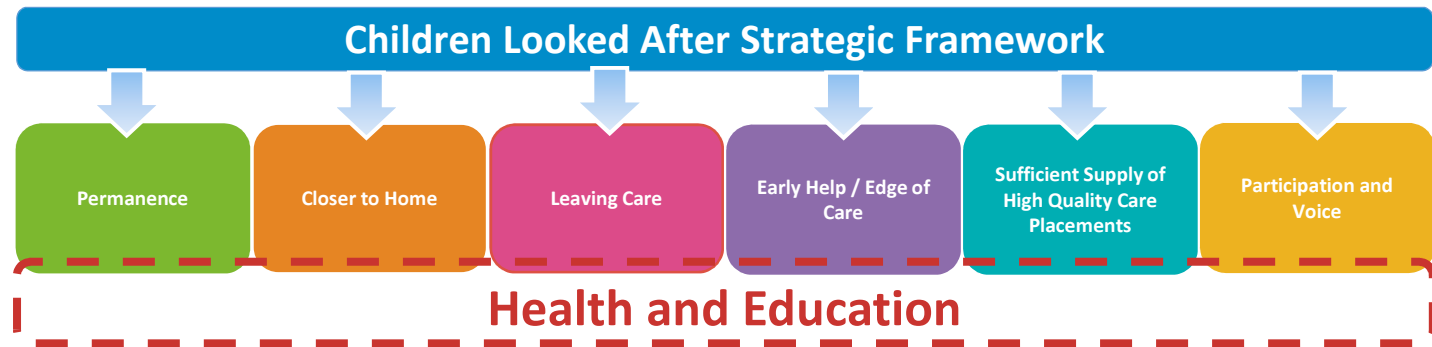 Children Looked After Strategic Framework
Permanence
Closer to Home
Leaving Care
Early Help / Edge of
Care
Sufficient Supply of
High Quality Care
Placements
Participation and
Voice
Health and Education